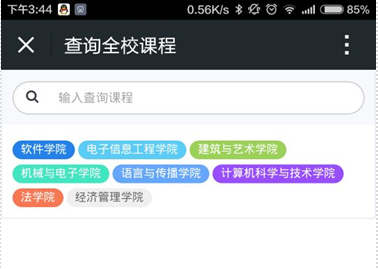 下午3:44 0.56K/s 85%
查询全校课程
输入查询课程
软件学院 电子信息工程学院 建筑与艺术学院
机械与电子学院 语言与传播学院 计算机科学与技术学院
法学院 经济管理学院